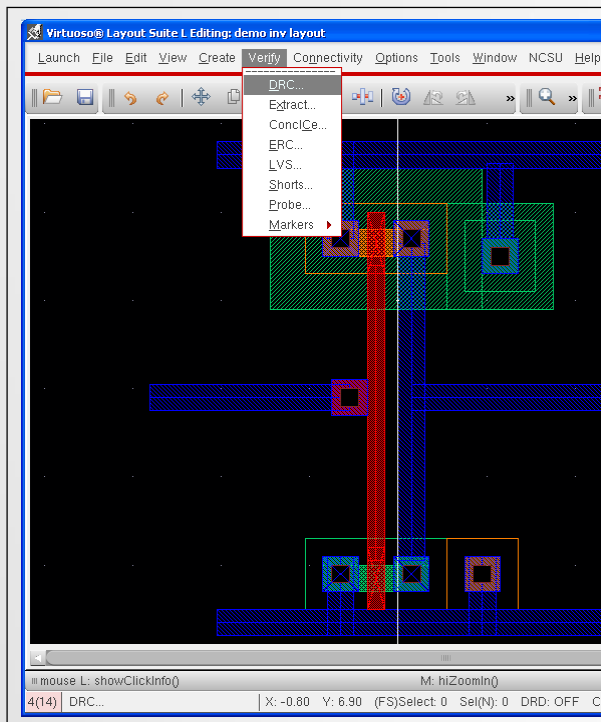 Virtuoso® Layout Suite L Editing: demo inv layout
Launch File Edit View Create Verify Connectivity Options Tools Window NCSU Help
» »
DRC...
Extract...
ConclCe...
ERC...
LVS...
Shorts...
Probe...
Markers
mouse L: showClickInfo() M: hiZoomIn()
4(14) DRC... X: -0.80 Y: 6.90 (FS)Select: 0 Sel(N): 0 DRD: OFF C